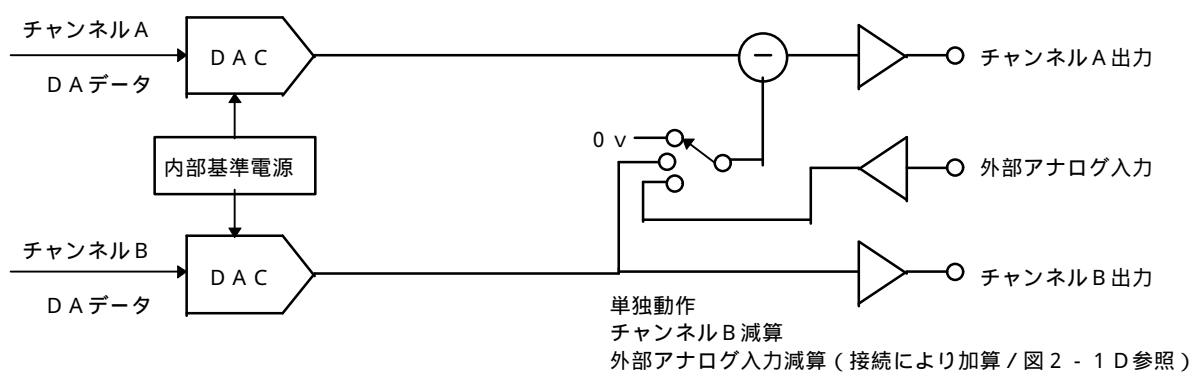 チャンネルA
DAC
DAデータ
－
チャンネルA出力
0 v
内部基準電源
外部アナログ入力
チャンネルB
DAC
DAデータ
チャンネルB出力
単独動作
チャンネルB減算
外部アナログ入力減算（接続により加算/図2-1D参照）